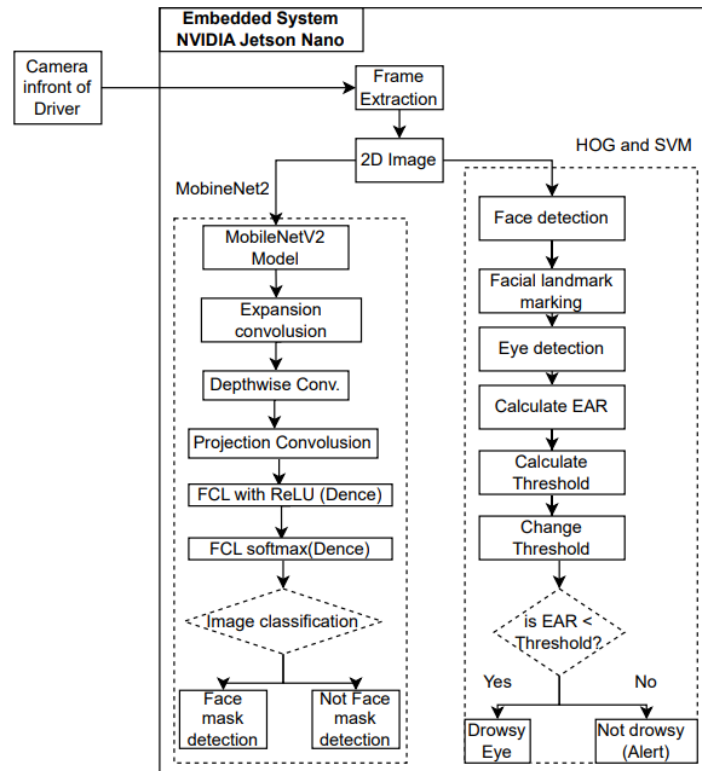 Embedded System
NVIDIA Jetson Nano
Camera
infront of
Driver
Frame
Extraction
2D Image
HOG and SVM
MobineNet2
MobileNetV2
Model
Expansion
convolusion
Depthwise Conv.
Projection Convolusion
FCL with ReLU (Dence)
FCL softmax(Dence)
Image classification
Face
mask
detection
Not Face
mask
detection
Face detection
Facial landmark
marking
Eye detection
Calculate EAR
Calculate
Threshold
Change
Threshold
is EAR <
Threshold?
Yes
No
Drowsy
Eye
Not drowsy
(Alert)